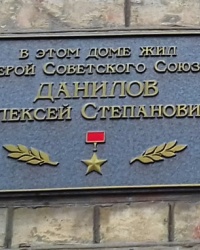 В этом доме жил
ерой Советского Союз
ДАНИЛОВ
лексей Степанови